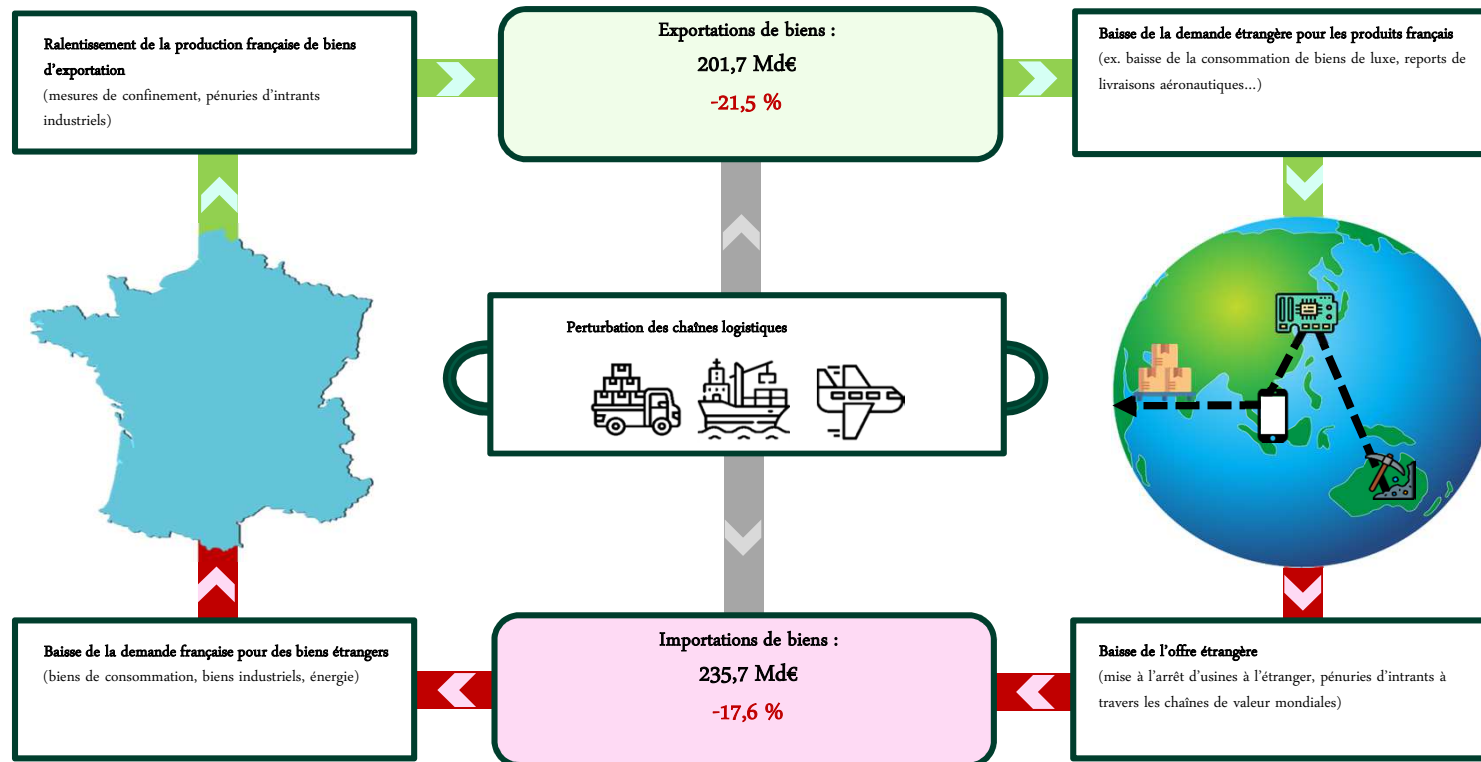 Ralentissement de la production française de biens
d’exportation
(mesures de confinement, pénuries d’intrants
industriels)
Exportations de biens :
201,7 Md€
-21,5 %
Baisse de la demande étrangère pour les produits français
(ex. baisse de la consommation de biens de luxe, reports de
livraisons aéronautiques...)
Perturbation des chaînes logistiques
Baisse de la demande française pour des biens étrangers
(biens de consommation, biens industriels, énergie)
Importations de biens :
235,7 Md€
-17,6 %
Baisse de l’offre étrangère
(mise à l’arrêt d’usines à l’étranger, pénuries d’intrants à
travers les chaînes de valeur mondiales)